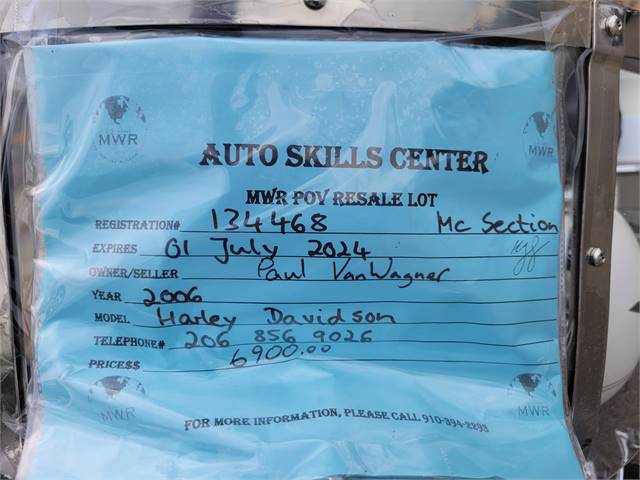 MWR
MWR
AUTO SKILLS CENTER
MWR POV RESALE LOT
REGISTRATION# 134468 Mc Section
EXPIRES 01 July 2024
OWNER/SELLER Paul VanWagner
YEAR 2006
MODEL Harley Davidson
TELEPHONE# 206 856 9026
PRICE$$ 6900.00
MWR
MWR
FOR MORE INFORMATION, PLEASE CALL 910-394-2293